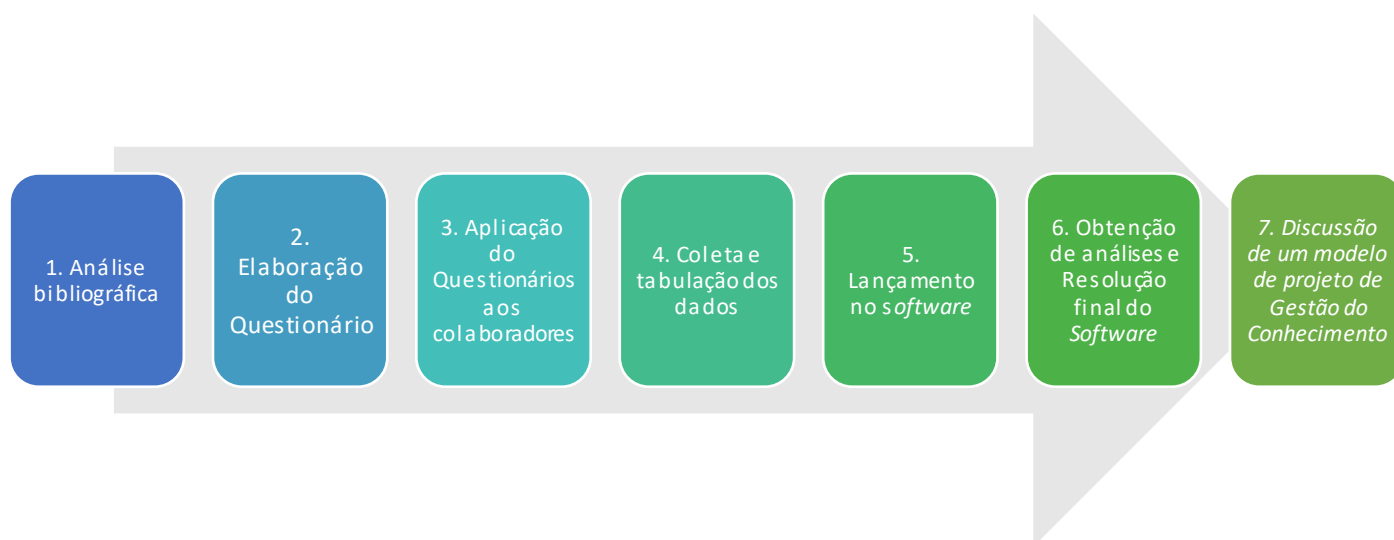 1. Análise
bibliográfica
2.
Elaboração
do
Questionário
3. Aplicação
do
Questionários
aos
colaboradores
4. Coleta e
tabulação dos
dados
5.
Lançamento
no software
6. Obtenção
de análises e
Resolução
final do
Software
7. Discussão
de um modelo
de projeto de
Gestão do
Conhecimento